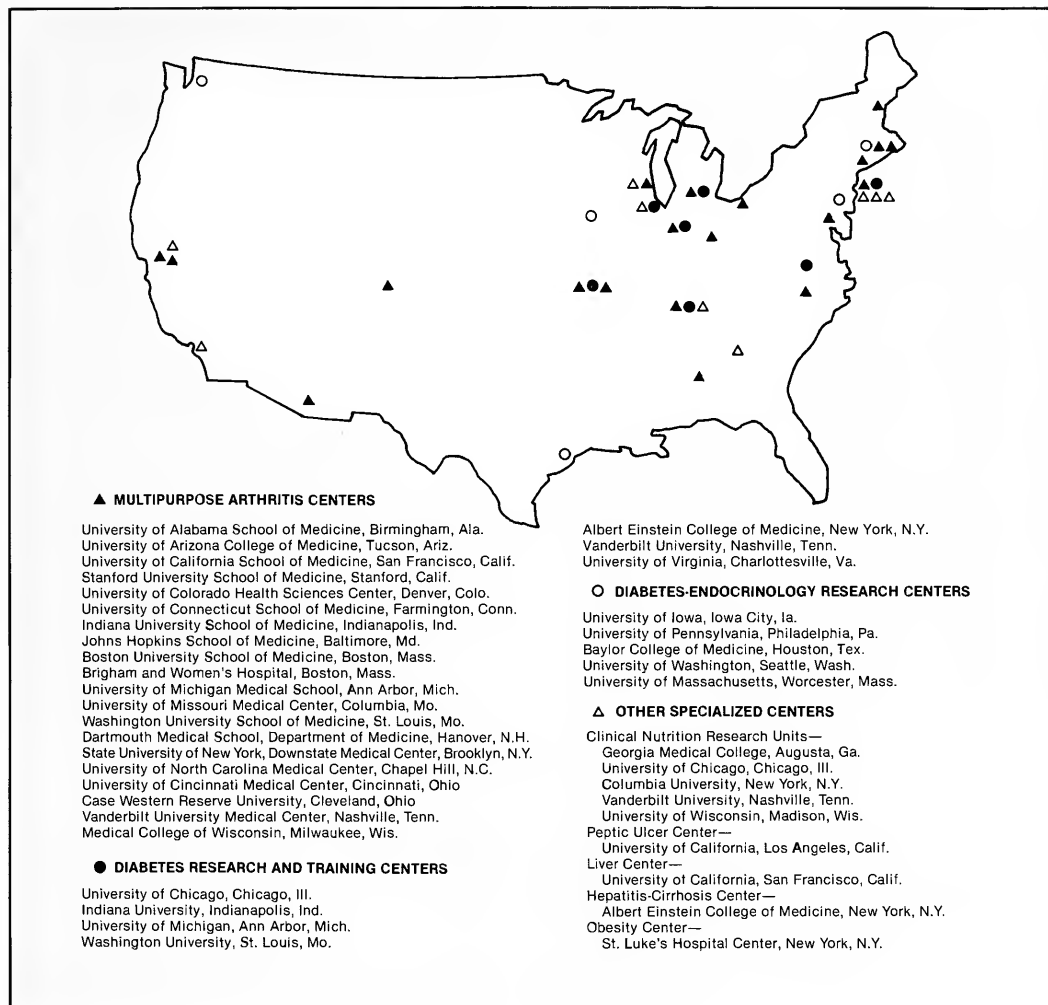 ▲ MULTIPURPOSE ARTHRITIS CENTERS
University of Alabama School of Medicine, Birmingham, Ala.
University of Arizona College of Medicine, Tucson, Ariz.
University of California School of Medicine, San Francisco, Calif.
Stanford University School of Medicine, Stanford, Calif.
University of Colorado Health Sciences Center, Denver, Colo.
University of Connecticut School of Medicine, Farmington, Conn.
Indiana University School of Medicine, Indianapolis, Ind.
Johns Hopkins School of Medicine, Baltimore, Md.
Boston University School of Medicine, Boston, Mass.
Brigham and Women's Hospital, Boston, Mass.
University of Michigan Medical School, Ann Arbor, Mich.
University of Missouri Medical Center, Columbia, Mo.
Washington University School of Medicine, St. Louis, Mo.
Dartmouth Medical School, Department of Medicine, Hanover, N.H.
State University of New York, Downstate Medical Center, Brooklyn, N.Y.
University of North Carolina Medical Center, Chapel Hill, N.C.
University of Cincinnati Medical Center, Cincinnati, Ohio
Case Western Reserve University, Cleveland, Ohio
Vanderbilt University Medical Center, Nashville, Tenn.
Medical College of Wisconsin, Milwaukee, Wis.
● DIABETES RESEARCH AND TRAINING CENTERS
University of Chicago, Chicago, Ill.
Indiana University, Indianapolis, Ind.
University of Michigan, Ann Arbor, Mich.
Washington University, St. Louis, Mo.
Albert Einstein College of Medicine, New York, N.Y.
Vanderbilt University, Nashville, Tenn.
University of Virginia, Charlottesville, Va.
○ DIABETES-ENDOCRINOLOGY RESEARCH CENTERS
University of Iowa, Iowa City, Ia.
University of Pennsylvania, Philadelphia, Pa.
Baylor College of Medicine, Houston, Tex.
University of Washington, Seattle, Wash.
University of Massachusetts, Worcester, Mass.
△ OTHER SPECIALIZED CENTERS
Clinical Nutrition Research Units—
Georgia Medical College, Augusta, Ga.
University of Chicago, Chicago, Ill.
Columbia University, New York, N.Y.
Vanderbilt University, Nashville, Tenn.
University of Wisconsin, Madison, Wis.
Peptic Ulcer Center—
University of California, Los Angeles, Calif.
Liver Center—
University of California, San Francisco, Calif.
Hepatitis-Cirrhosis Center—
Albert Einstein College of Medicine, New York, N.Y.
Obesity Center—
St. Luke's Hospital Center, New York, N.Y.